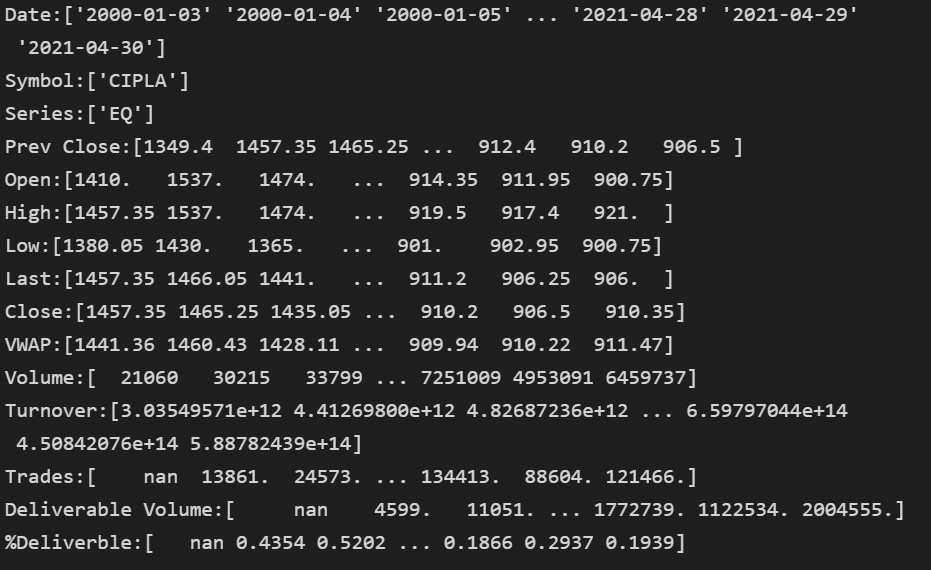 Date:['2000-01-03' '2000-01-04' '2000-01-05' ... '2021-04-28' '2021-04-29'
 '2021-04-30']
Symbol:['CIPLA']
Series:['EQ']
Prev Close:[1349.4  1457.35 1465.25 ...  912.4   910.2   906.5 ]
Open:[1410.   1537.   1474.   ...  914.35  911.95  900.75]
High:[1457.35 1537.   1474.   ...  919.5   917.4   921.  ]
Low:[1380.05 1430.   1365.   ...  901.    902.95  900.75]
Last:[1457.35 1466.05 1441.   ...  911.2   906.25  906.  ]
Close:[1457.35 1465.25 1435.05 ...  910.2   906.5   910.35]
VWAP:[1441.36 1460.43 1428.11 ...  909.94  910.22  911.47]
Volume:[  21060   30215   33799 ... 7251009 4953091 6459737]
Turnover:[3.03549571e+12 4.41269800e+12 4.82687236e+12 ... 6.59797044e+14
 4.50842076e+14 5.88782439e+14]
Trades:[    nan  13861.  24573. ... 134413.  88604. 121466.]
Deliverable Volume:[     nan    4599.   11051. ... 1772739. 1122534. 2004555.]
%Deliverble:[   nan 0.4354 0.5202 ... 0.1866 0.2937 0.1939]